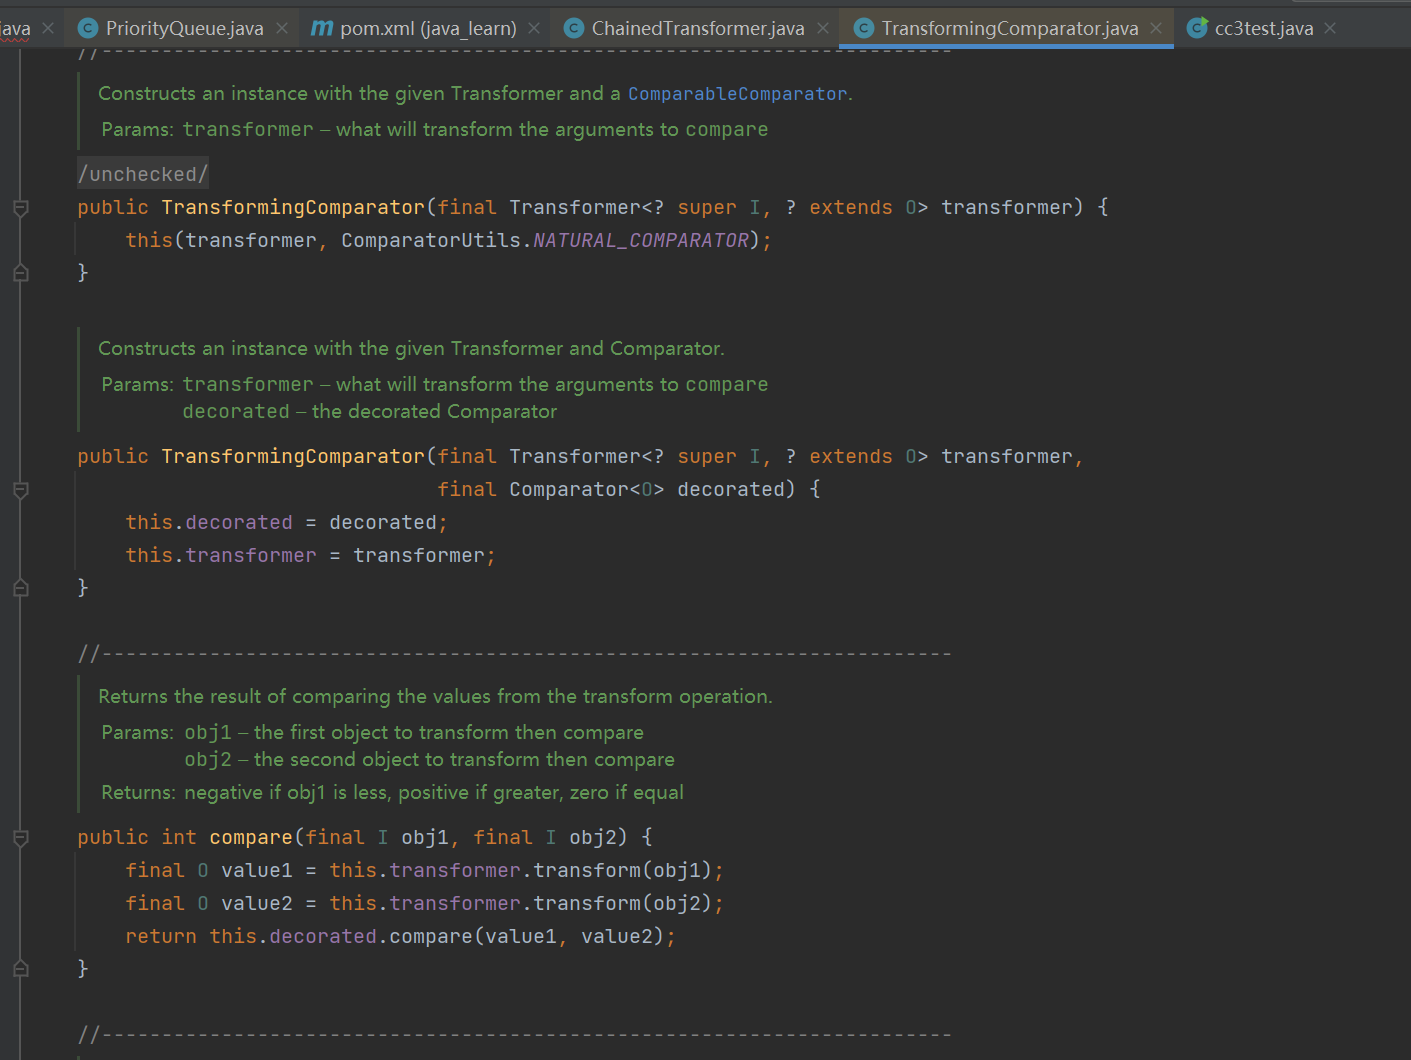 java
PriorityQueue.java
pom.xml (java_learn)
ChainedTransformer.java
TransformingComparator.java
cc3test.java
//-----------------------------------------------------------------------
Constructs an instance with the given Transformer and a ComparableComparator.
Params: transformer – what will transform the arguments to compare
/unchecked/
public TransformingComparator(final Transformer<? super I, ? extends O> transformer) {
this(transformer, ComparatorUtils.NATURAL_COMPARATOR);
}
Constructs an instance with the given Transformer and Comparator.
Params: transformer – what will transform the arguments to compare
decorated – the decorated Comparator
public TransformingComparator(final Transformer<? super I, ? extends O> transformer,
final Comparator<O> decorated) {
this.decorated = decorated;
this.transformer = transformer;
}
//-----------------------------------------------------------------------
Returns the result of comparing the values from the transform operation.
Params: obj1 – the first object to transform then compare
obj2 – the second object to transform then compare
Returns: negative if obj1 is less, positive if greater, zero if equal
public int compare(final I obj1, final I obj2) {
final O value1 = this.transformer.transform(obj1);
final O value2 = this.transformer.transform(obj2);
return this.decorated.compare(value1, value2);
}
//-----------------------------------------------------------------------